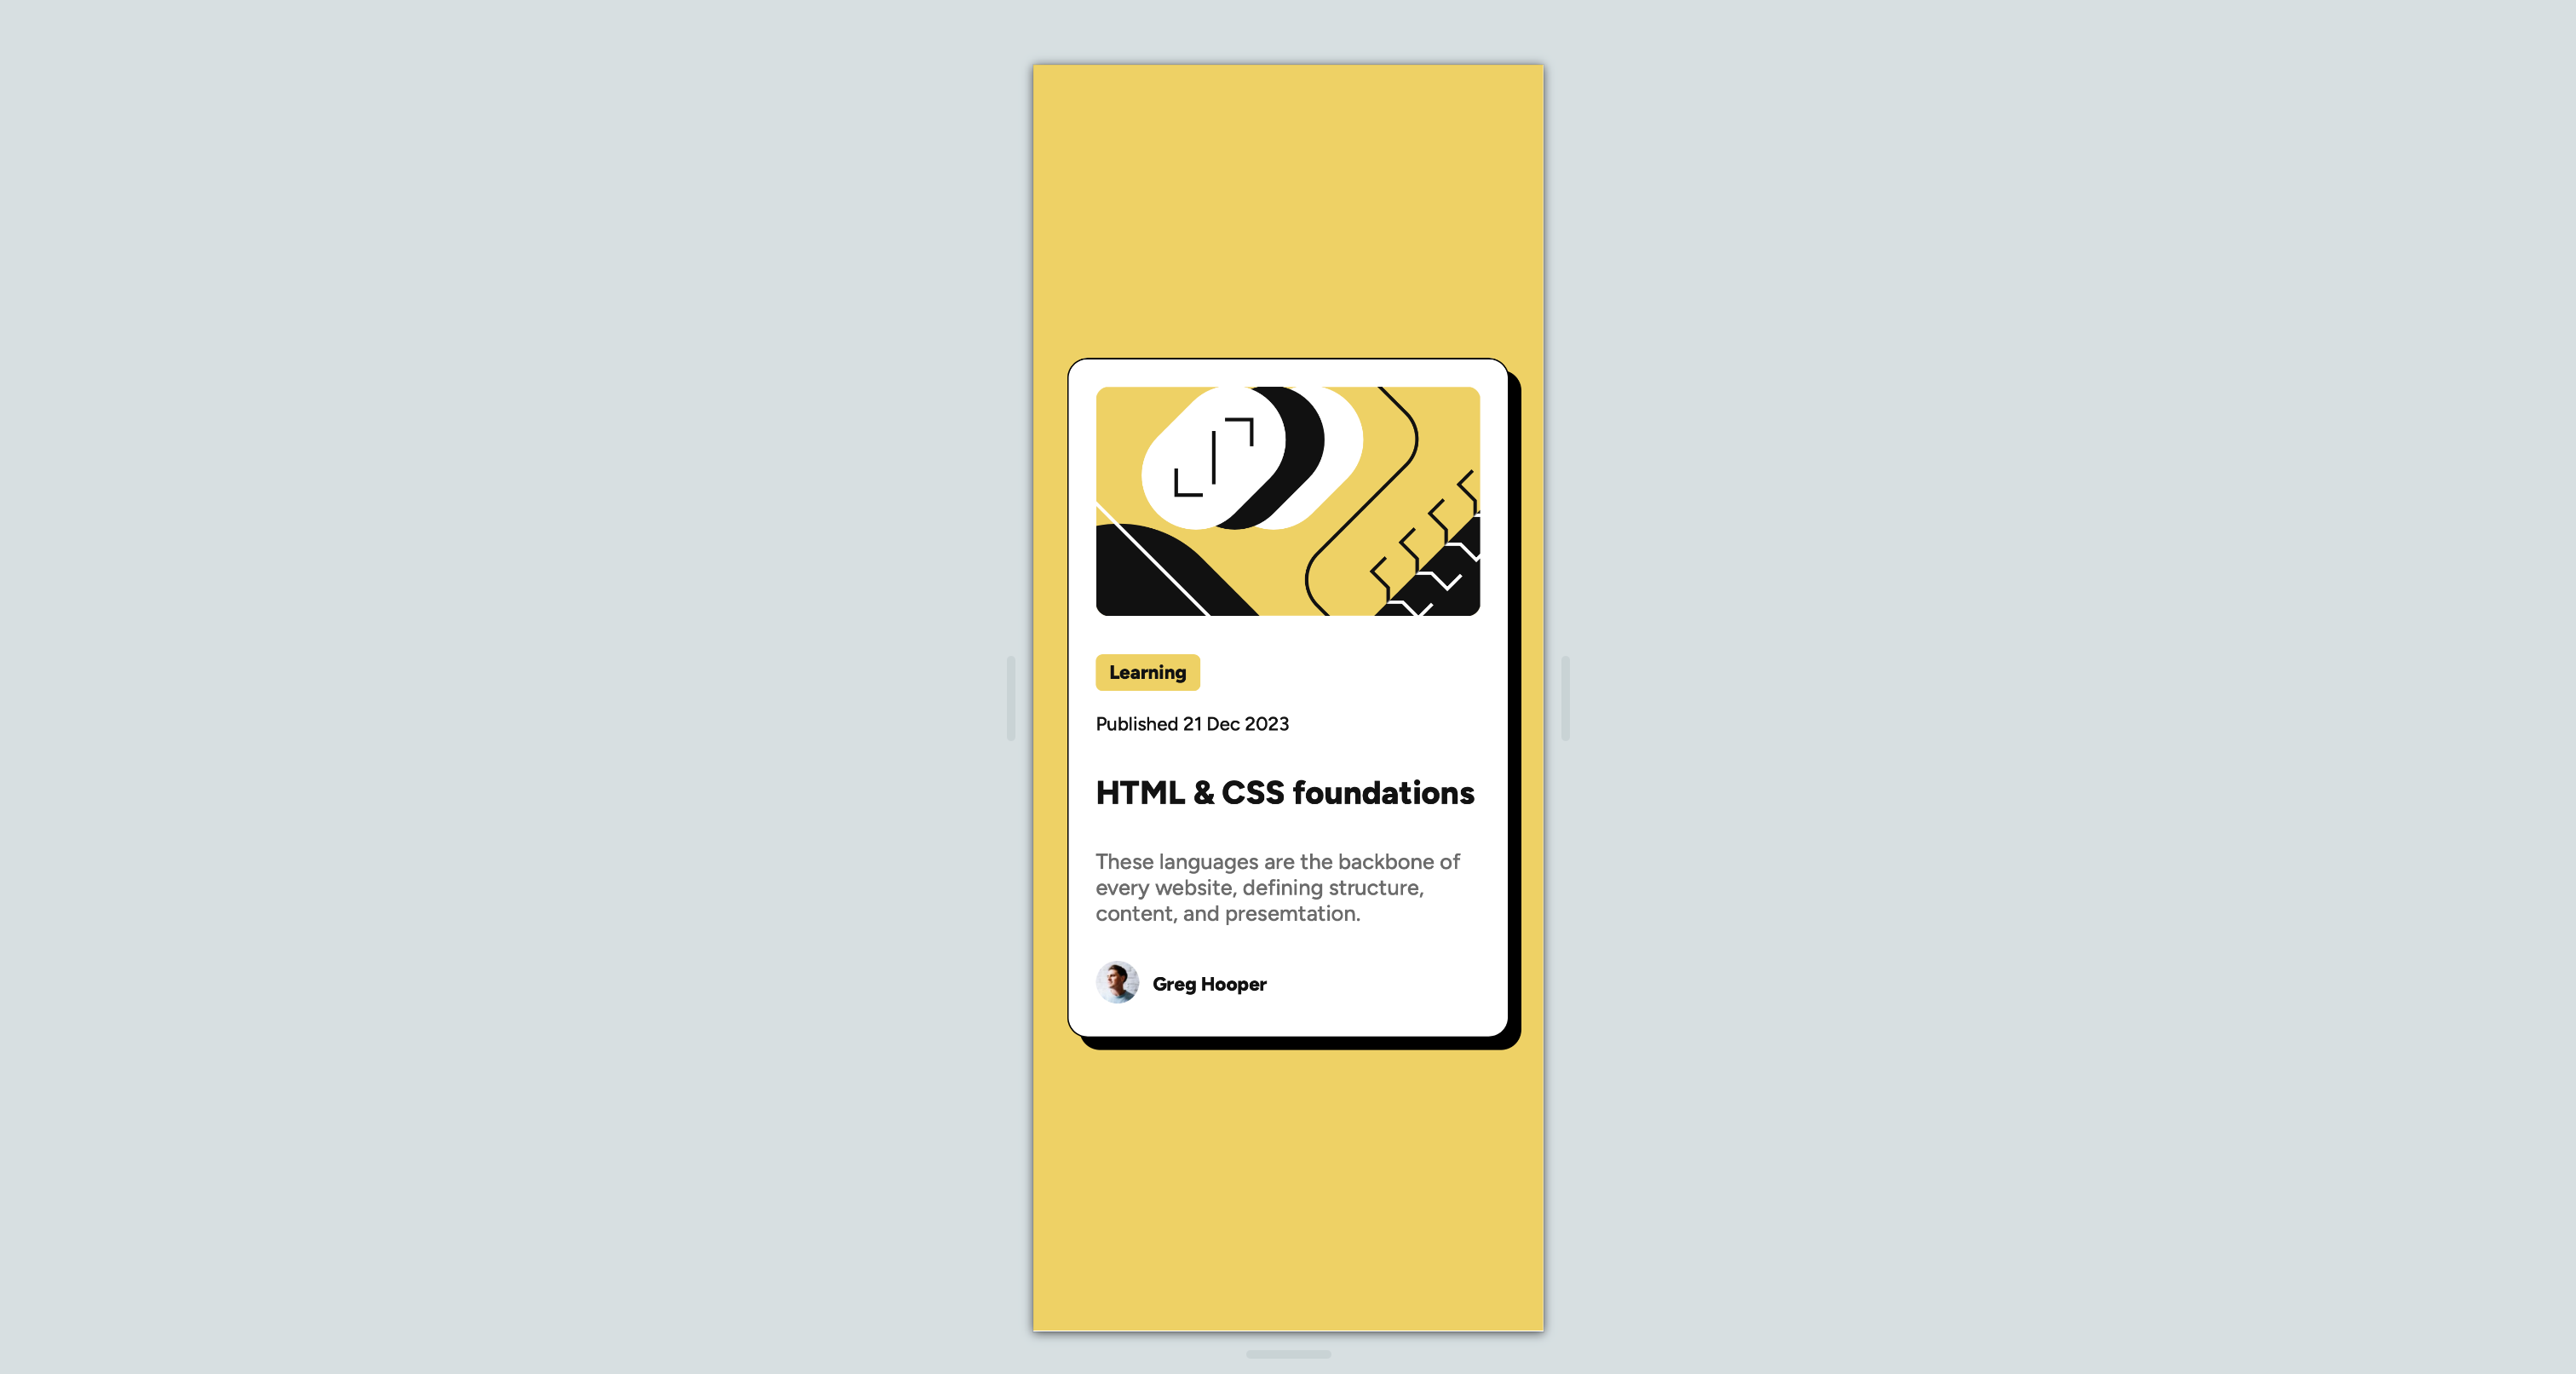 Learning
Published 21 Dec 2023
HTML & CSS foundations
These languages are the backbone of
every website, defining structure,
content, and presemtation.
Greg Hooper